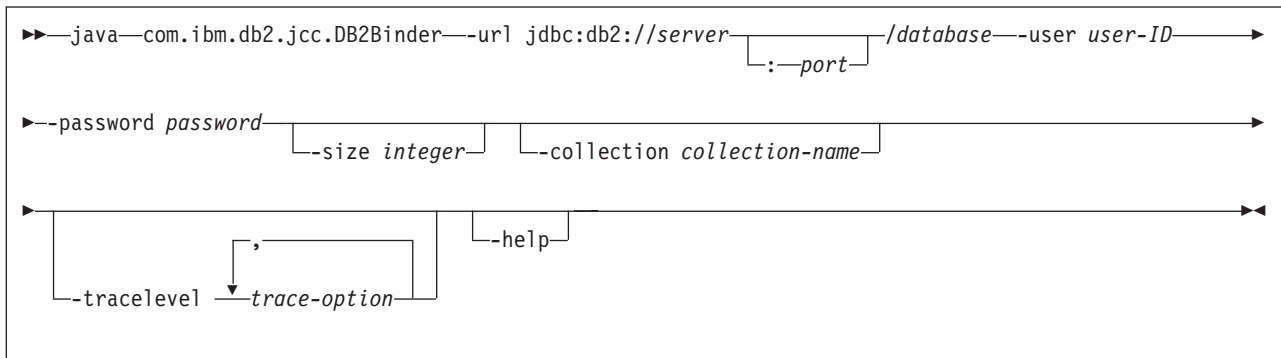 java com.ibm.db2.jcc.DB2Binder -url jdbc:db2://server /database -user user-ID
: port
-password password
-size integer -collection collection-name
,
-help
-tracelevel trace-option